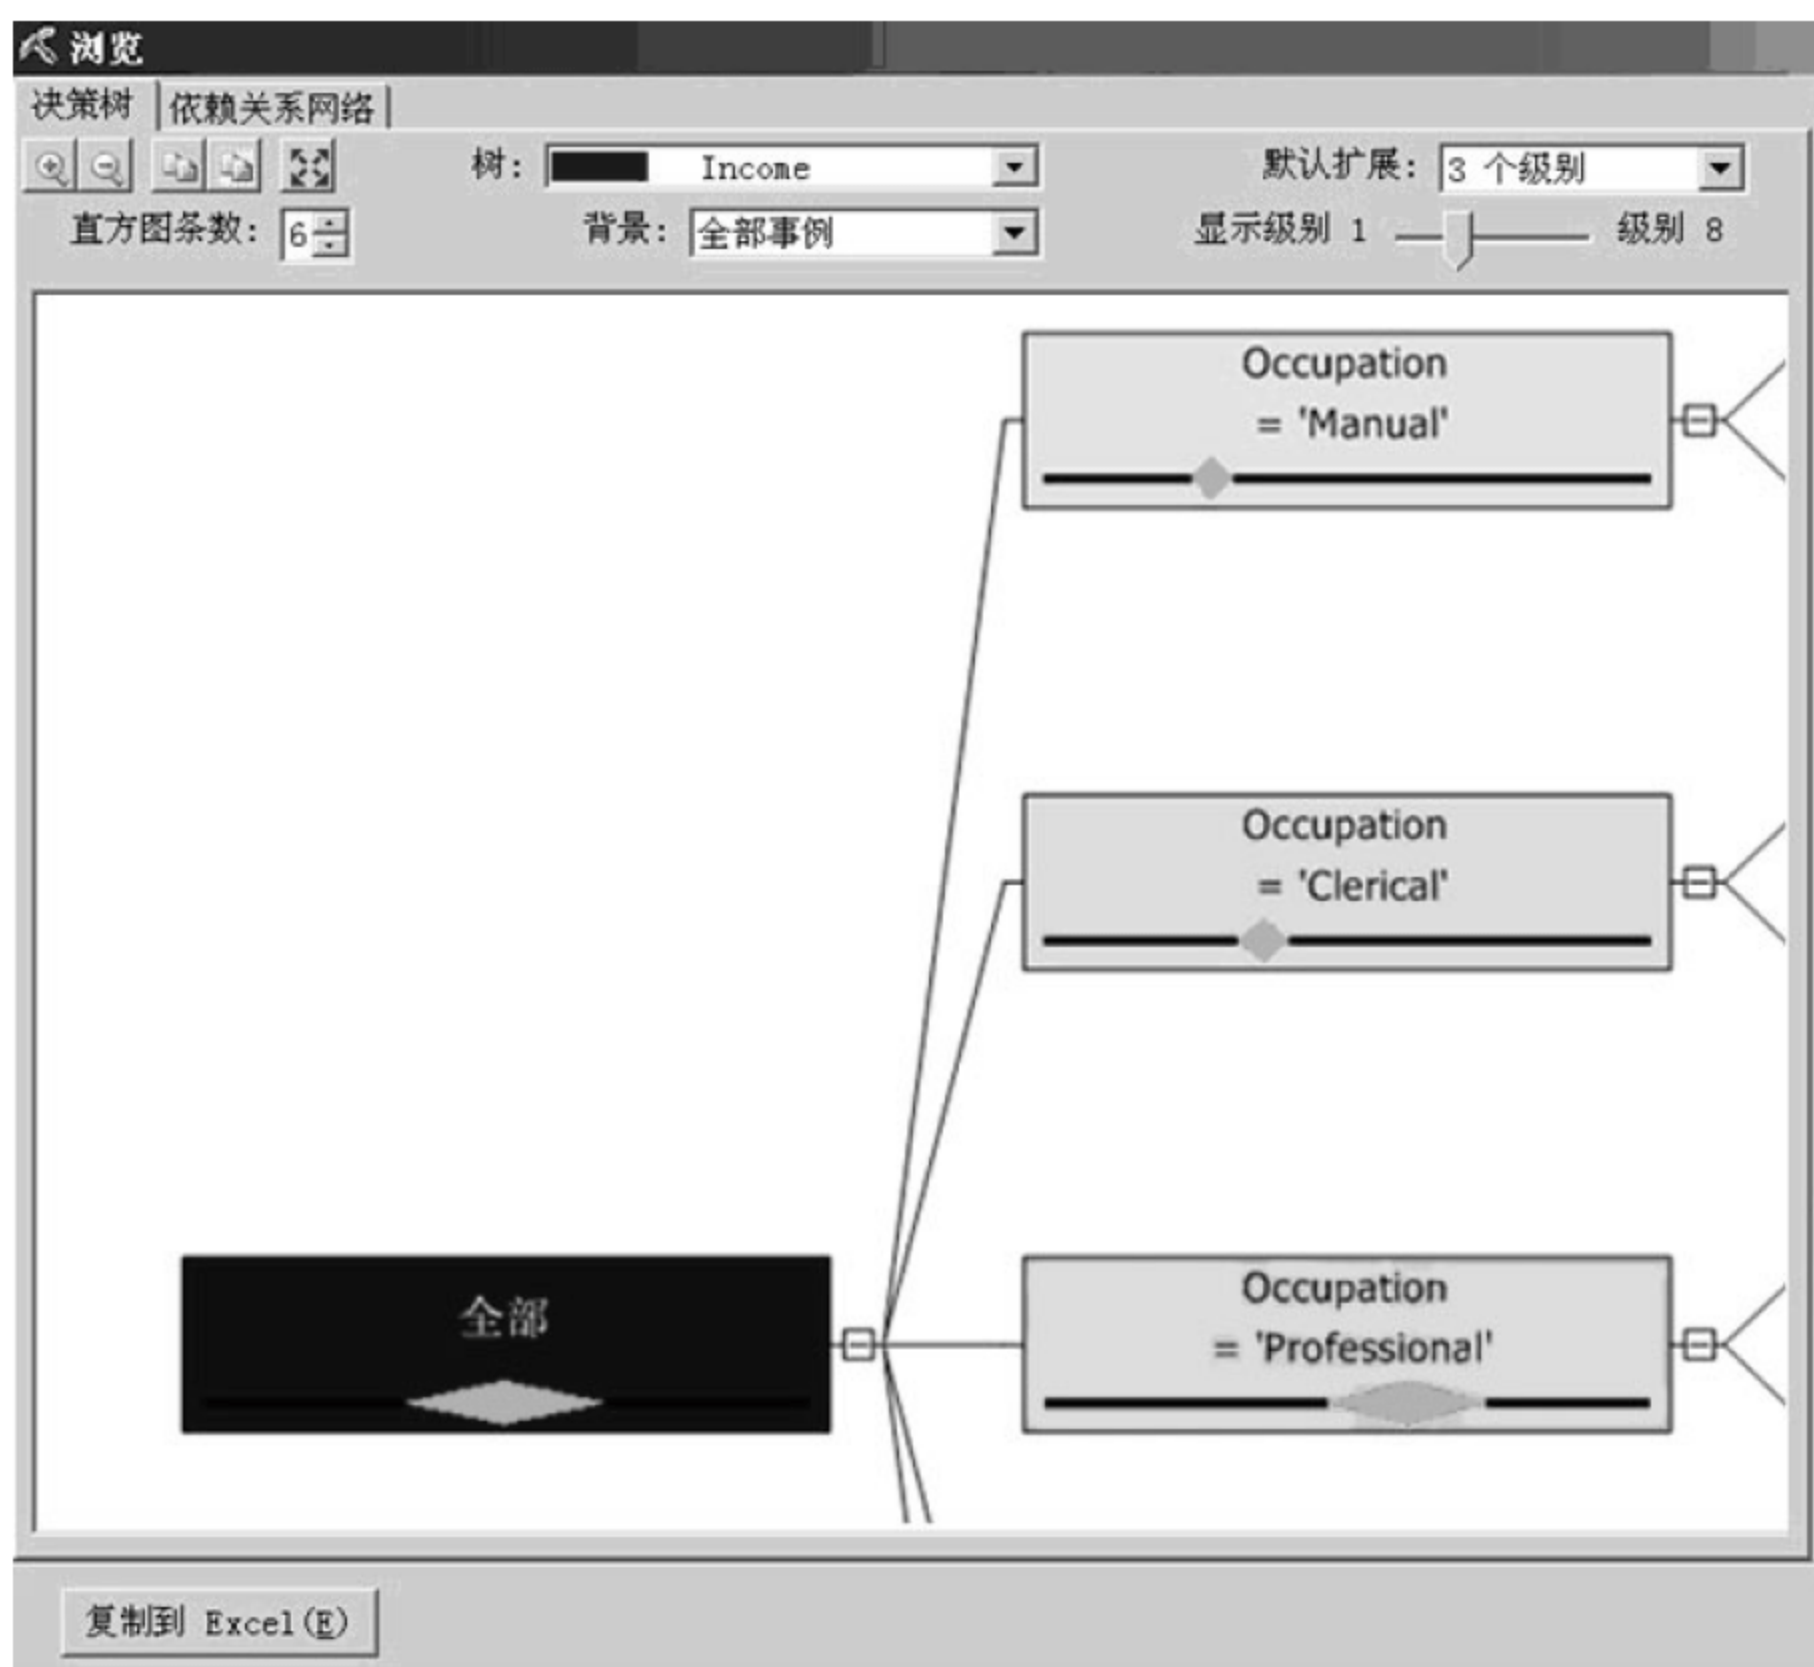 浏览
决策树 依赖关系网络
树: Income 默认扩展: 3 个级别
直方图条数: 6 背景: 全部事例 显示级别 1 级别 8
Occupation
= 'Manual'
Occupation
= 'Clerical'
全部
Occupation
= 'Professional'
复制到 Excel(E)